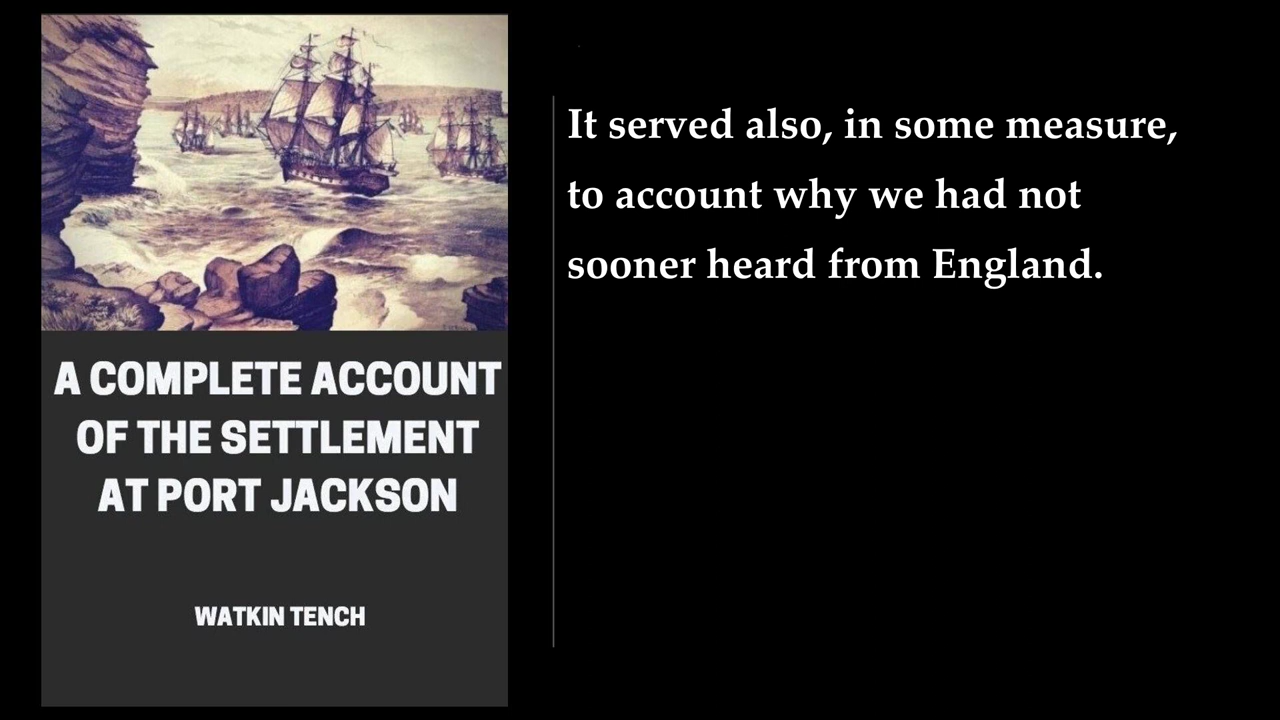 A COMPLETE ACCOUNT
OF THE SETTLEMENT
AT PORT JACKSON
WATKIN TENCH
It served also, in some measure,
to account why we had not
sooner heard from England.